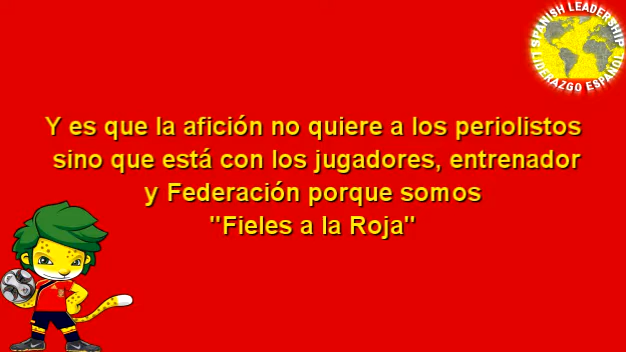 SPANISH LEADERSHIP
LIDERAZGO ESPAÑOL
Y es que la afición no quiere a los periolistos
sino que está con los jugadores, entrenador
y Federación porque somos
"Fieles a la Roja"